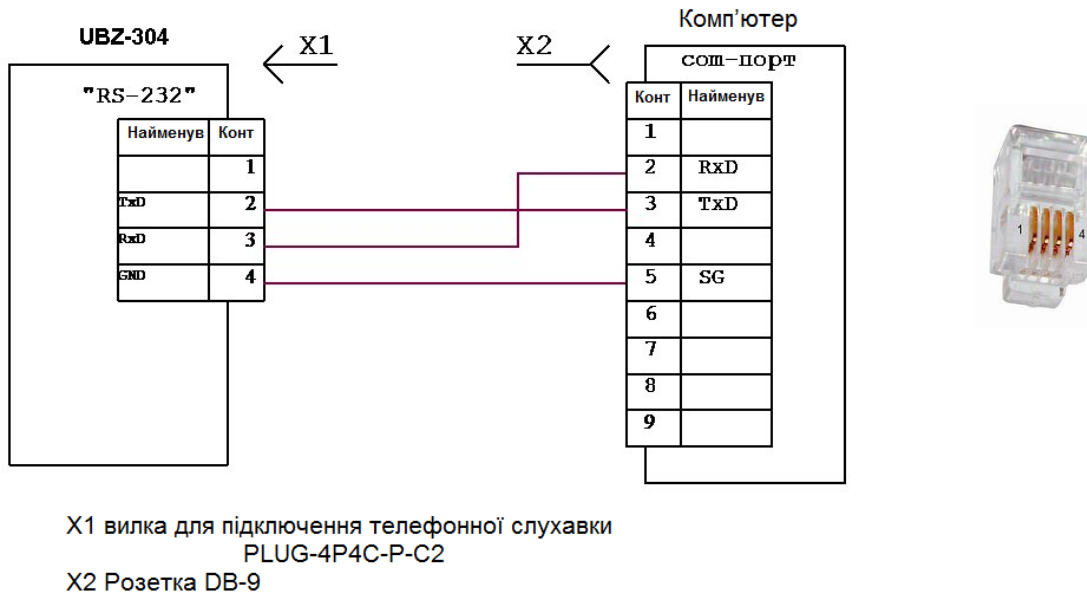 UBZ-304
X1
X2
Комп’ютер
"RS-232"
com-порт
Найменув Конт
1
TxD 2
RxD 3
GND 4
Конт Найменув
1
2 RxD
3 TxD
4
5 SG
6
7
8
9
1 4
X1 вилка для підключення телефонної слухавки
PLUG-4P4C-P-C2
X2 Розетка DB-9